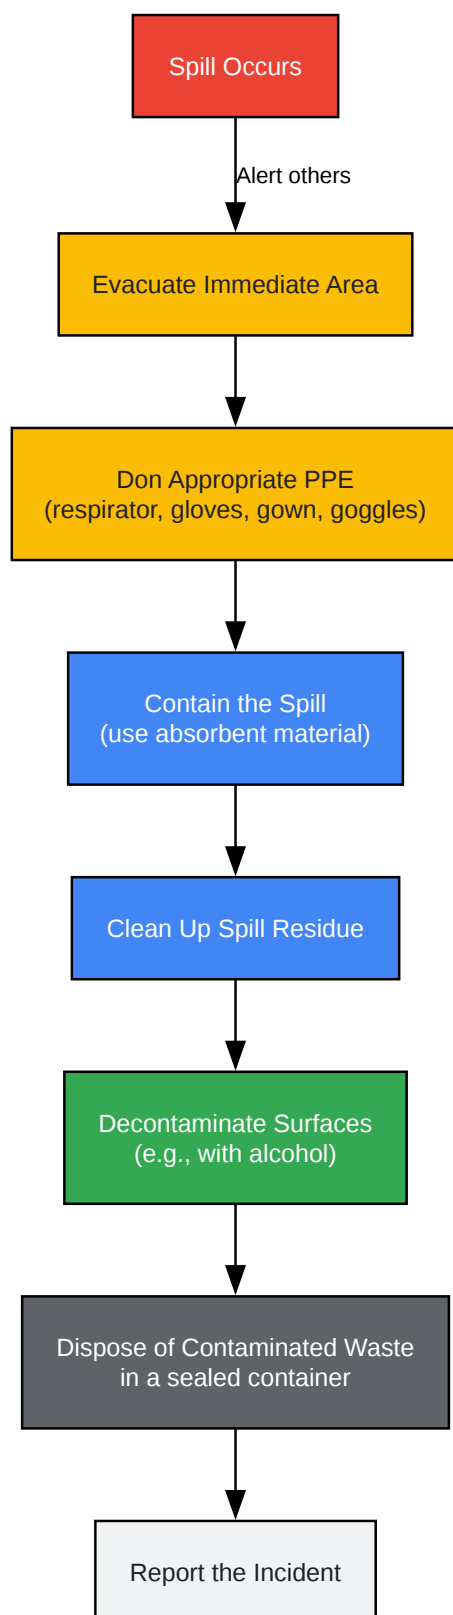 Spill Occurs
Alert others
Evacuate Immediate Area
Don Appropriate PPE
(respirator, gloves, gown, goggles)
Contain the Spill
(use absorbent material)
Clean Up Spill Residue
Decontaminate Surfaces
(e.g., with alcohol)
Dispose of Contaminated Waste
in a sealed container
Report the Incident